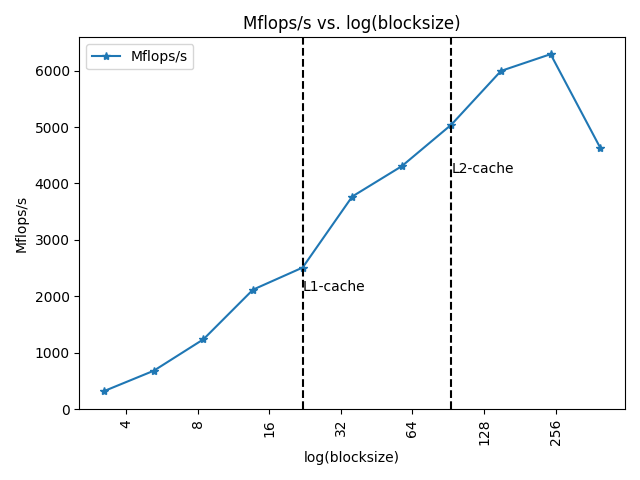 Mflops/s vs. log(blocksize)
Mflops/s
6000
5000
4000
3000
2000
1000
0
Mflops/s
L2-cache
L1-cache
4
8
16
32
64
128
256
log(blocksize)